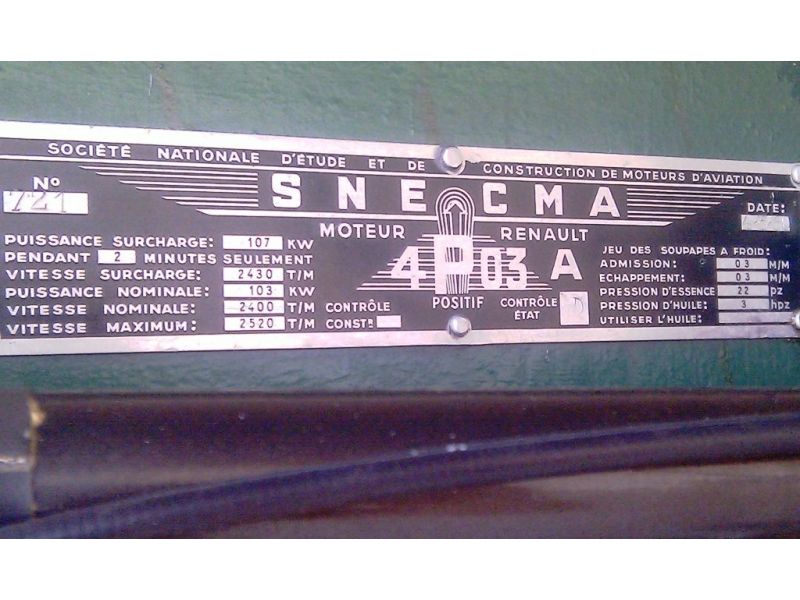 SOCIÉTÉ NATIONALE D'ÉTUDE ET DE CONSTRUCTION DE MOTEURS D'AVIATION
SNECMA
Nº
721
DATE:
MOTEUR RENAULT
4P03 A
POSITIF
PUISSANCE SURCHARGE: 107 KW
PENDANT 2 MINUTES SEULEMENT
VITESSE SURCHARGE: 2430 T/M
PUISSANCE NOMINALE: 103 KW
VITESSE NOMINALE: 2400 T/M
VITESSE MAXIMUM: 2520 T/M
CONTRÔLE
CONSTR
CONTRÔLE
ÉTAT
JEU DES SOUPAPES A FROID:
ADMISSION: 03 M/M
ECHAPPEMENT: 03 M/M
PRESSION D'ESSENCE 22 pz
PRESSION D'HUILE: 3 hpz
UTILISER L'HUILE: